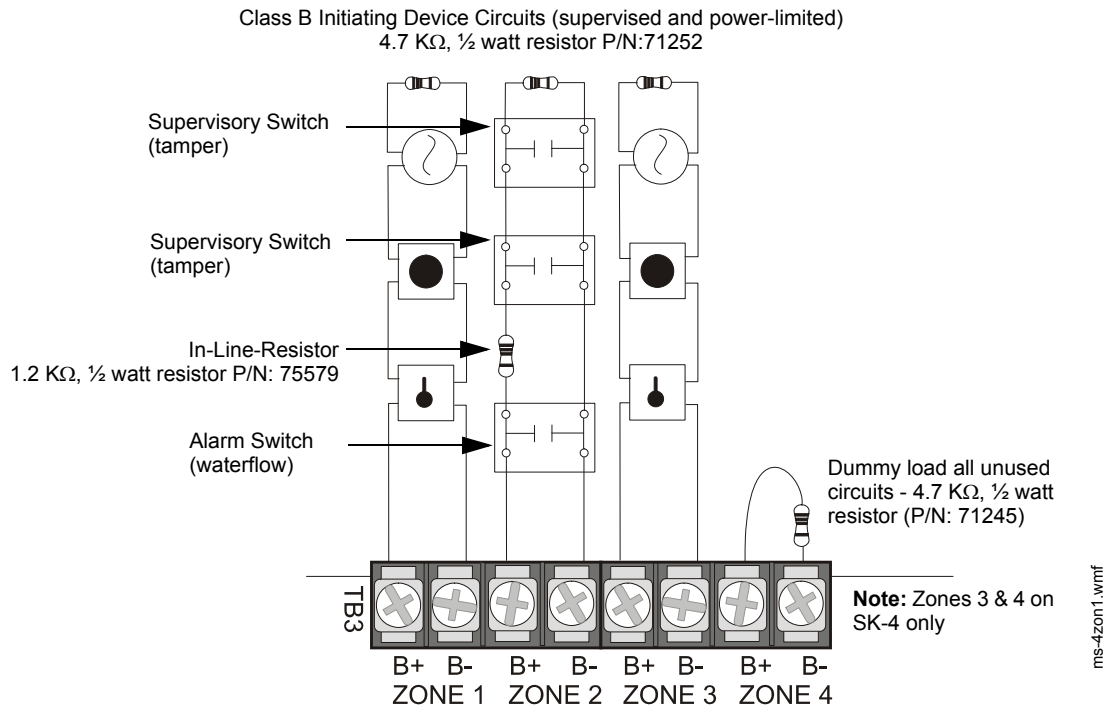 Class B Initiating Device Circuits (supervised and power-limited)
4.7 KΩ, ½ watt resistor P/N:71252
Supervisory Switch
(tamper)
Supervisory Switch
(tamper)
In-Line-Resistor
1.2 KΩ, ½ watt resistor P/N: 75579
Alarm Switch
(waterflow)
Dummy load all unused
circuits - 4.7 KΩ, ½ watt
resistor (P/N: 71245)
TB3
Note: Zones 3 & 4 on
SK-4 only
B+ B- B+ B- B+ B- B+ B-
ZONE 1 ZONE 2 ZONE 3 ZONE 4
ms-4zon1.wmf